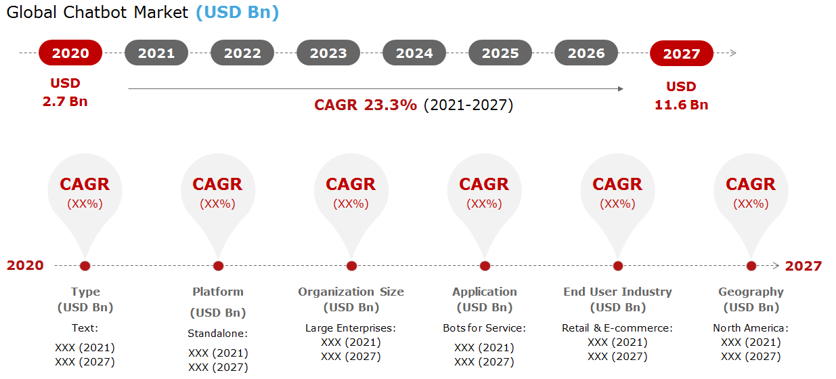 Global Chatbot Market (USD Bn)
2020 2021 2022 2023 2024 2025 2026 2027
USD
2.7 Bn
CAGR 23.3% (2021-2027)
USD
11.6 Bn
CAGR
(XX%)
CAGR
(XX%)
CAGR
(XX%)
CAGR
(XX%)
CAGR
(XX%)
CAGR
(XX%)
2020
2027
Type
(USD Bn)
Text:
XXX (2021)
XXX (2027)
Platform
(USD Bn)
Standalone:
XXX (2021)
XXX (2027)
Organization Size
(USD Bn)
Large Enterprises:
XXX (2021)
XXX (2027)
Application
(USD Bn)
Bots for Service:
XXX (2021)
XXX (2027)
End User Industry
(USD Bn)
Retail & E-commerce:
XXX (2021)
XXX (2027)
Geography
(USD Bn)
North America:
XXX (2021)
XXX (2027)